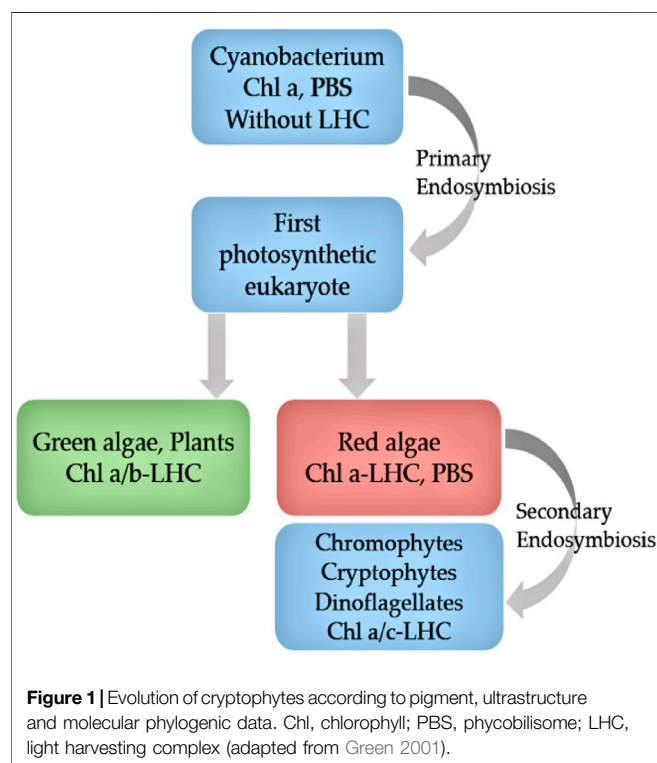 Cyanobacterium
Chl a, PBS
Without LHC
Primary
Endosymbiosis
First
photosynthetic
eukaryote
Green algae, Plants
Chl a/b-LHC
Red algae
Chl a-LHC, PBS
Secondary
Endosymbiosis
Chromophytes
Cryptophytes
Dinoflagellates
Chl a/c-LHC
Figure 1 | Evolution of cryptophytes according to pigment, ultrastructure
and molecular phylogenic data. Chl, chlorophyll; PBS, phycobilisome; LHC,
light harvesting complex (adapted from Green 2001).